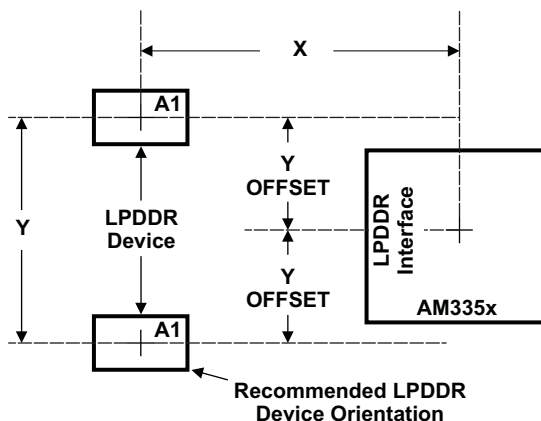 X
A1
Y
OFFSET
Y
LPDDR
Device
LPDDR
Interface
Y
OFFSET
AM335x
A1
Recommended LPDDR
Device Orientation